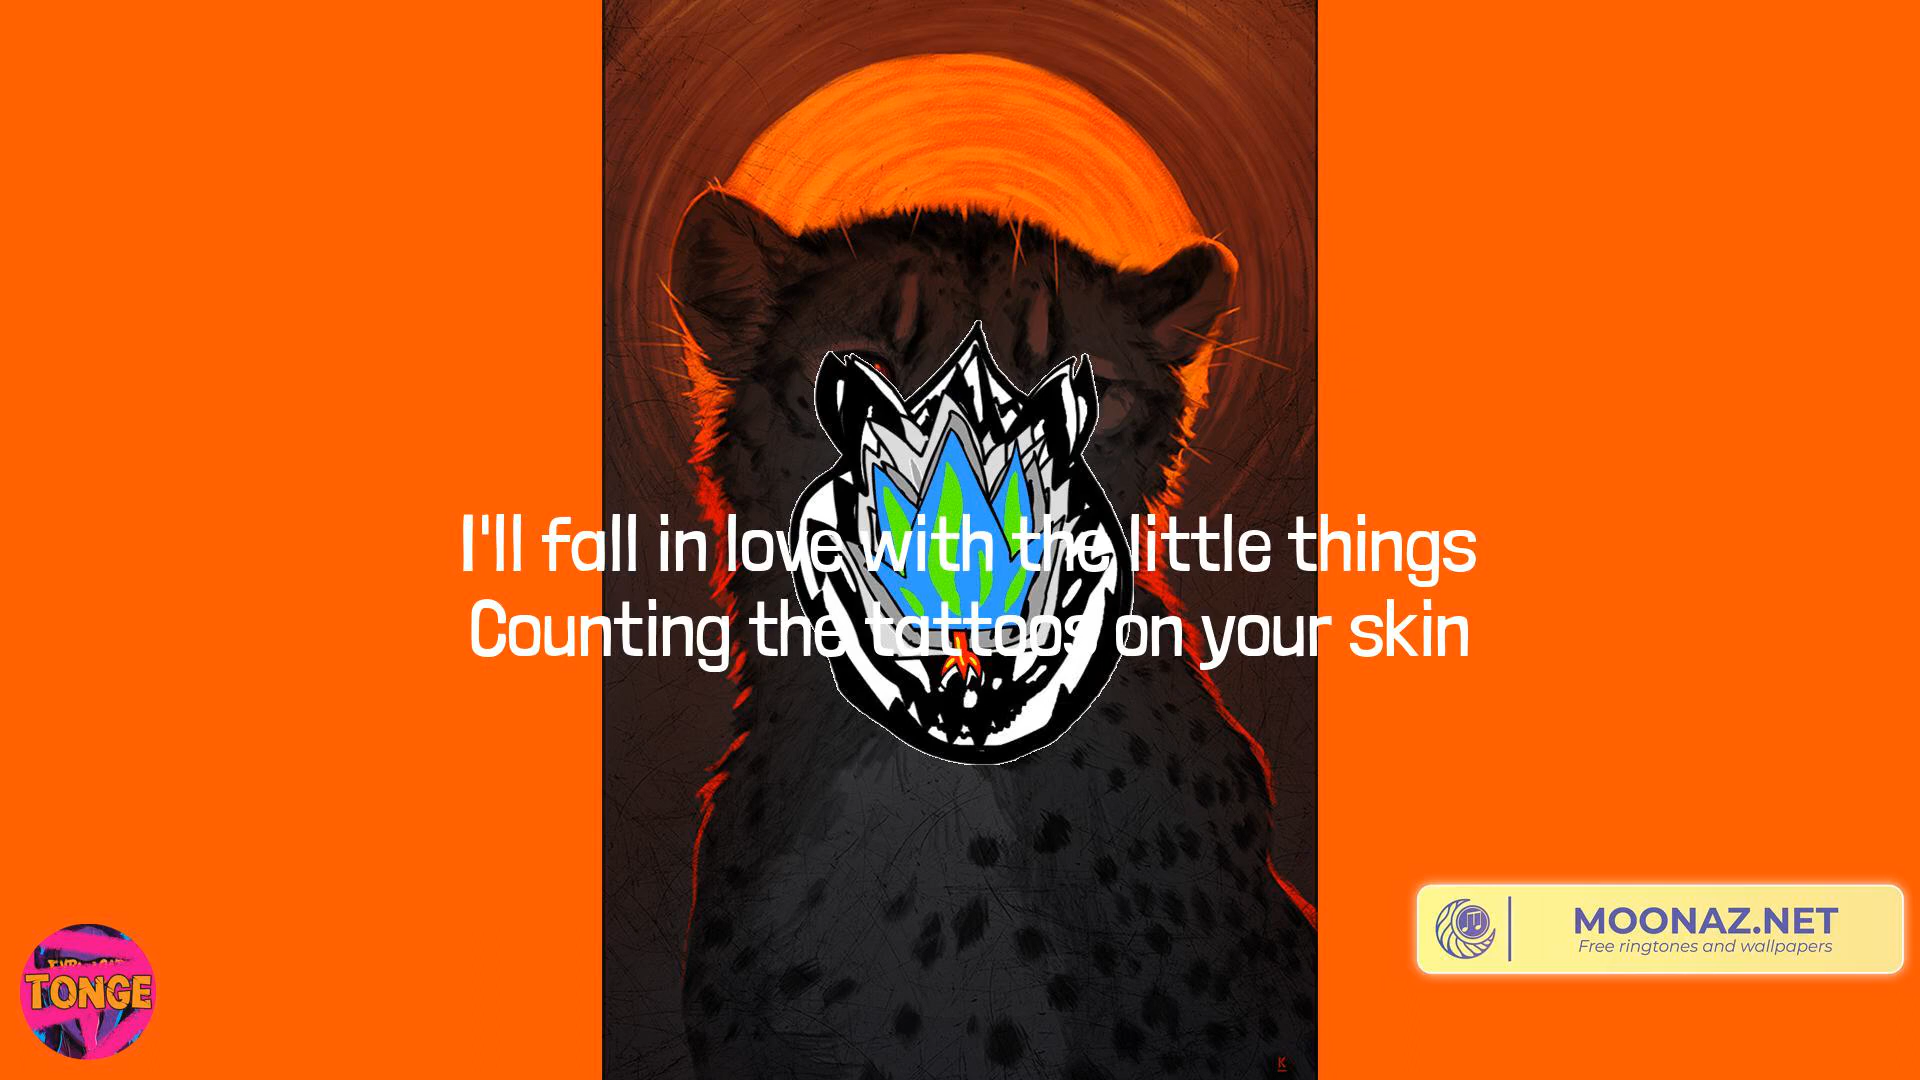 I'll fall in love with the little things
Counting the tattoos on your skin
TONGE
MOONAZ.NET
Free ringtones and wallpapers
K